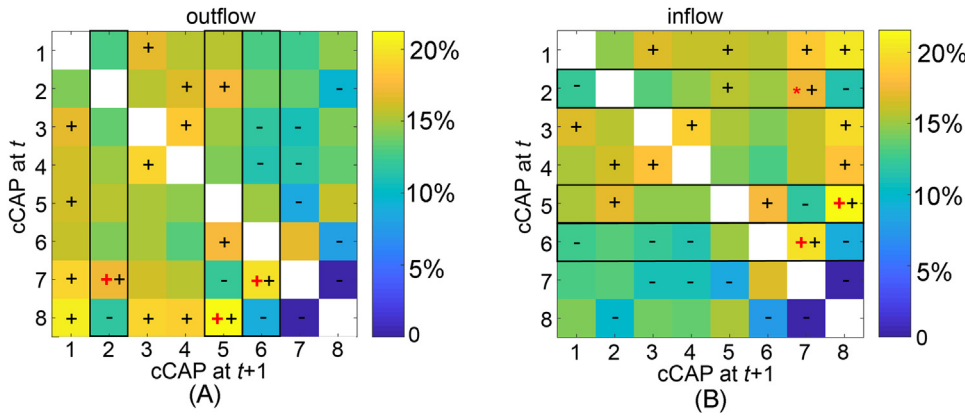 outflow
cCAP at t
1 +
2 + + -
3 + + - -
4 + - -
5 + -
6 + -
7 + ++ - ++ -
8 + - + + ++ - -
1 2 3 4 5 6 7 8
cCAP at t+1
20%
15%
10%
5%
0
(A)
inflow
cCAP at t
1 + + + +
2 - + *+ -
3 + + +
4 + + +
5 + + - ++
6 - - - ++ -
7 - - - -
8 - - -
1 2 3 4 5 6 7 8
cCAP at t+1
20%
15%
10%
5%
0
(B)